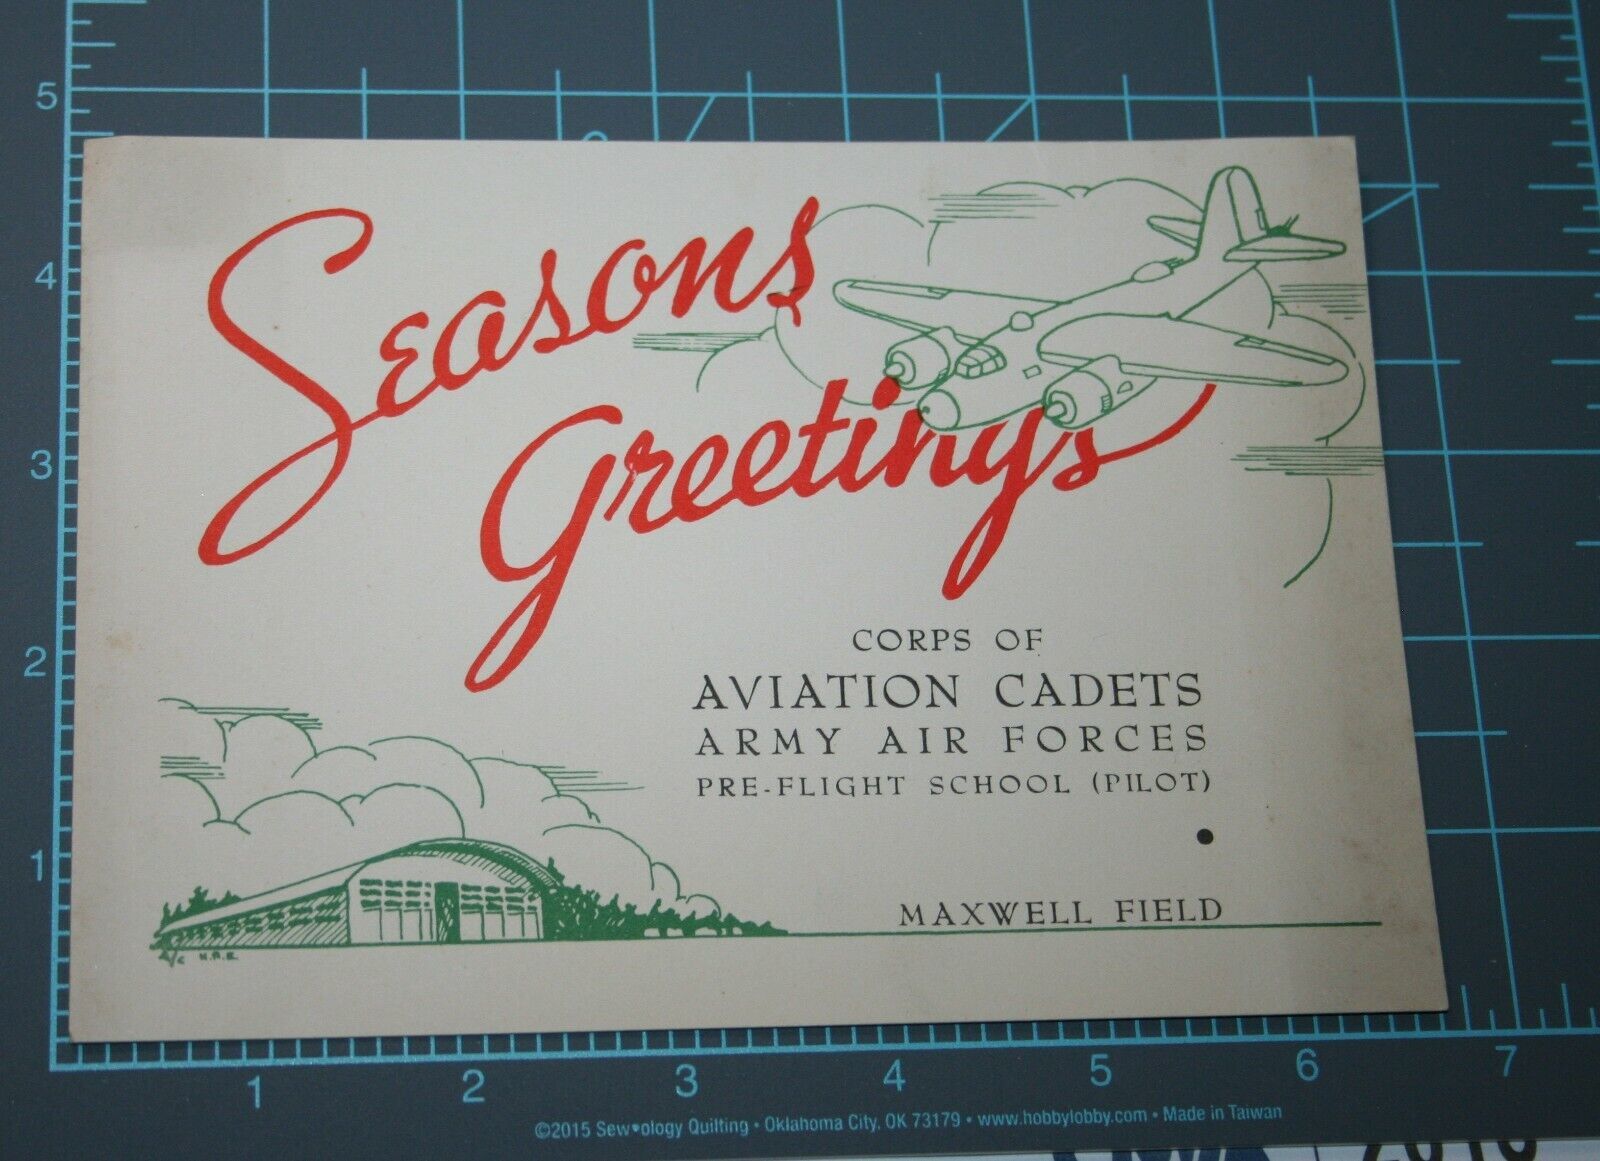 Seasons
Greetings
CORPS OF
AVIATION CADETS
ARMY AIR FORCES
PRE-FLIGHT SCHOOL (PILOT)
•
MAXWELL FIELD
A/C H.A.E.
5
4
3
2
1
1 2 3 4 5 6 7
©2015 Sew•ology Quilting • Oklahoma City, OK 73179 • www.hobbylobby.com • Made in Taiwan